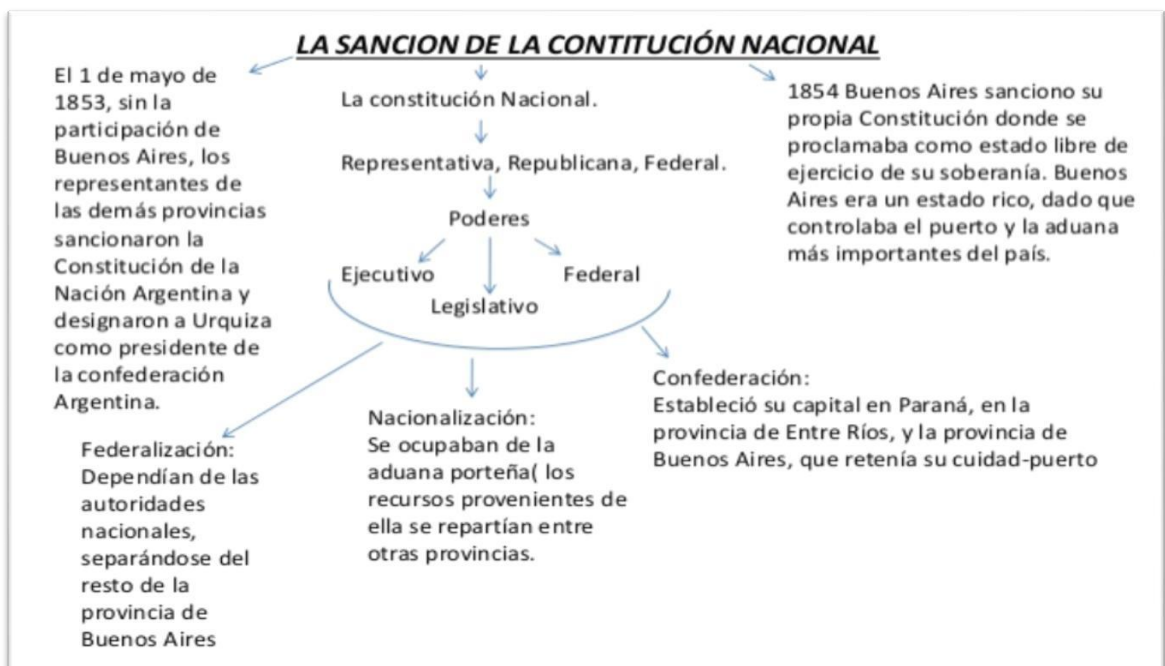 LA SANCION DE LA CONTITUCIÓN NACIONAL
El 1 de mayo de
1853, sin la
participación de
Buenos Aires, los
representantes de
las demás provincias
sancionaron la
Constitución de la
Nación Argentina y
designaron a Urquiza
como presidente de
la confederación
Argentina.
La constitución Nacional.
Representativa, Republicana, Federal.
Poderes
Ejecutivo
Federal
Legislativo
1854 Buenos Aires sanciono su
propia Constitución donde se
proclamaba como estado libre de
ejercicio de su soberanía. Buenos
Aires era un estado rico, dado que
controlaba el puerto y la aduana
más importantes del país.
Federalización:
Dependían de las
autoridades
nacionales,
separándose del
resto de la
provincia de
Buenos Aires
Nacionalización:
Se ocupaban de la
aduana porteña( los
recursos provenientes de
ella se repartían entre
otras provincias.
Confederación:
Estableció su capital en Paraná, en la
provincia de Entre Ríos, y la provincia de
Buenos Aires, que retenía su cuidad-puerto